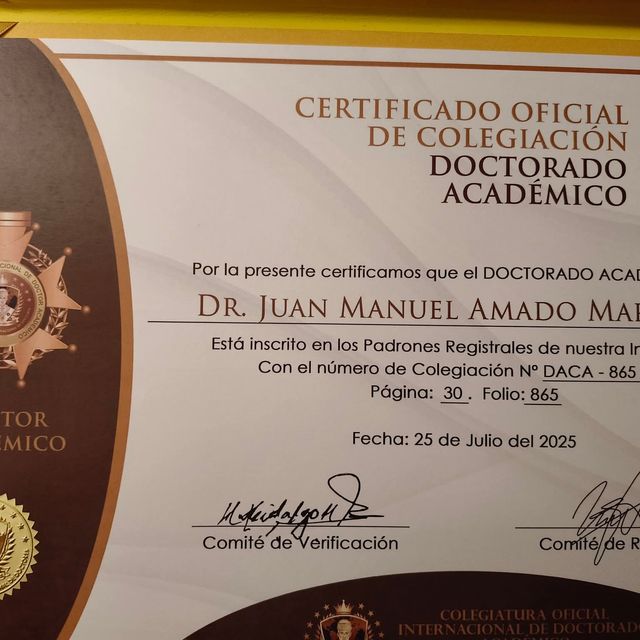 CERTIFICADO OFICIAL
DE COLEGIACIÓN
DOCTORADO
ACADÉMICO
Por la presente certificamos que el DOCTORADO ACAD
DR. JUAN MANUEL AMADO MAR
Está inscrito en los Padrones Registrales de nuestra In
Con el número de Colegiación N° DACA - 865
Página: 30. Folio: 865
Fecha: 25 de Julio del 2025
TOR
ÉMICO
Comité de Verificación
Comité de R
COLEGIATURA OFICIAL
INTERNACIONAL DE DOCTORADO